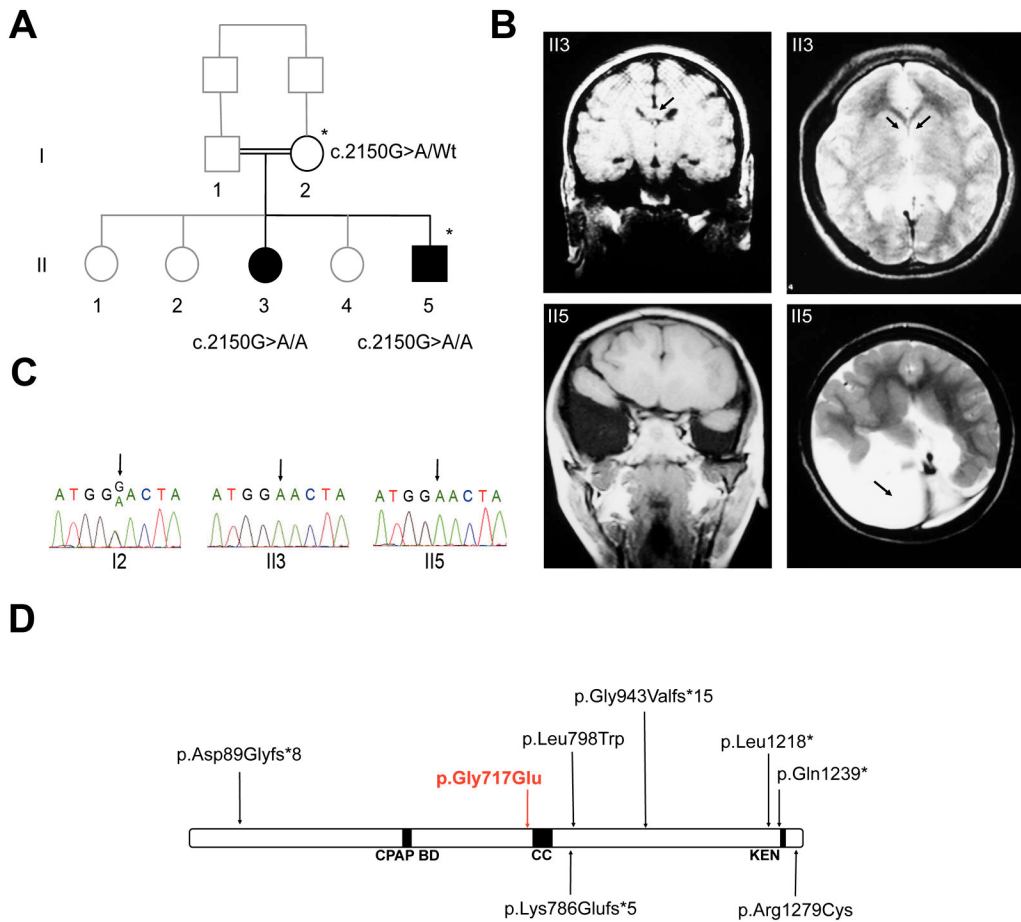 A
I
1
2
*
c.2150G>A/Wt
II
1
2
3
4
5
*
c.2150G>A/A
c.2150G>A/A
B
II3
II3
4
II5
II5
C
A T G G G A C T A
A
I2
A T G G A A C T A
II3
A T G G A A C T A
II5
D
p.Asp89Glyfs*8
p.Gly717Glu
p.Leu798Trp
p.Gly943Valfs*15
p.Leu1218*
p.Gln1239*
CPAP BD
CC
KEN
p.Lys786Glufs*5
p.Arg1279Cys